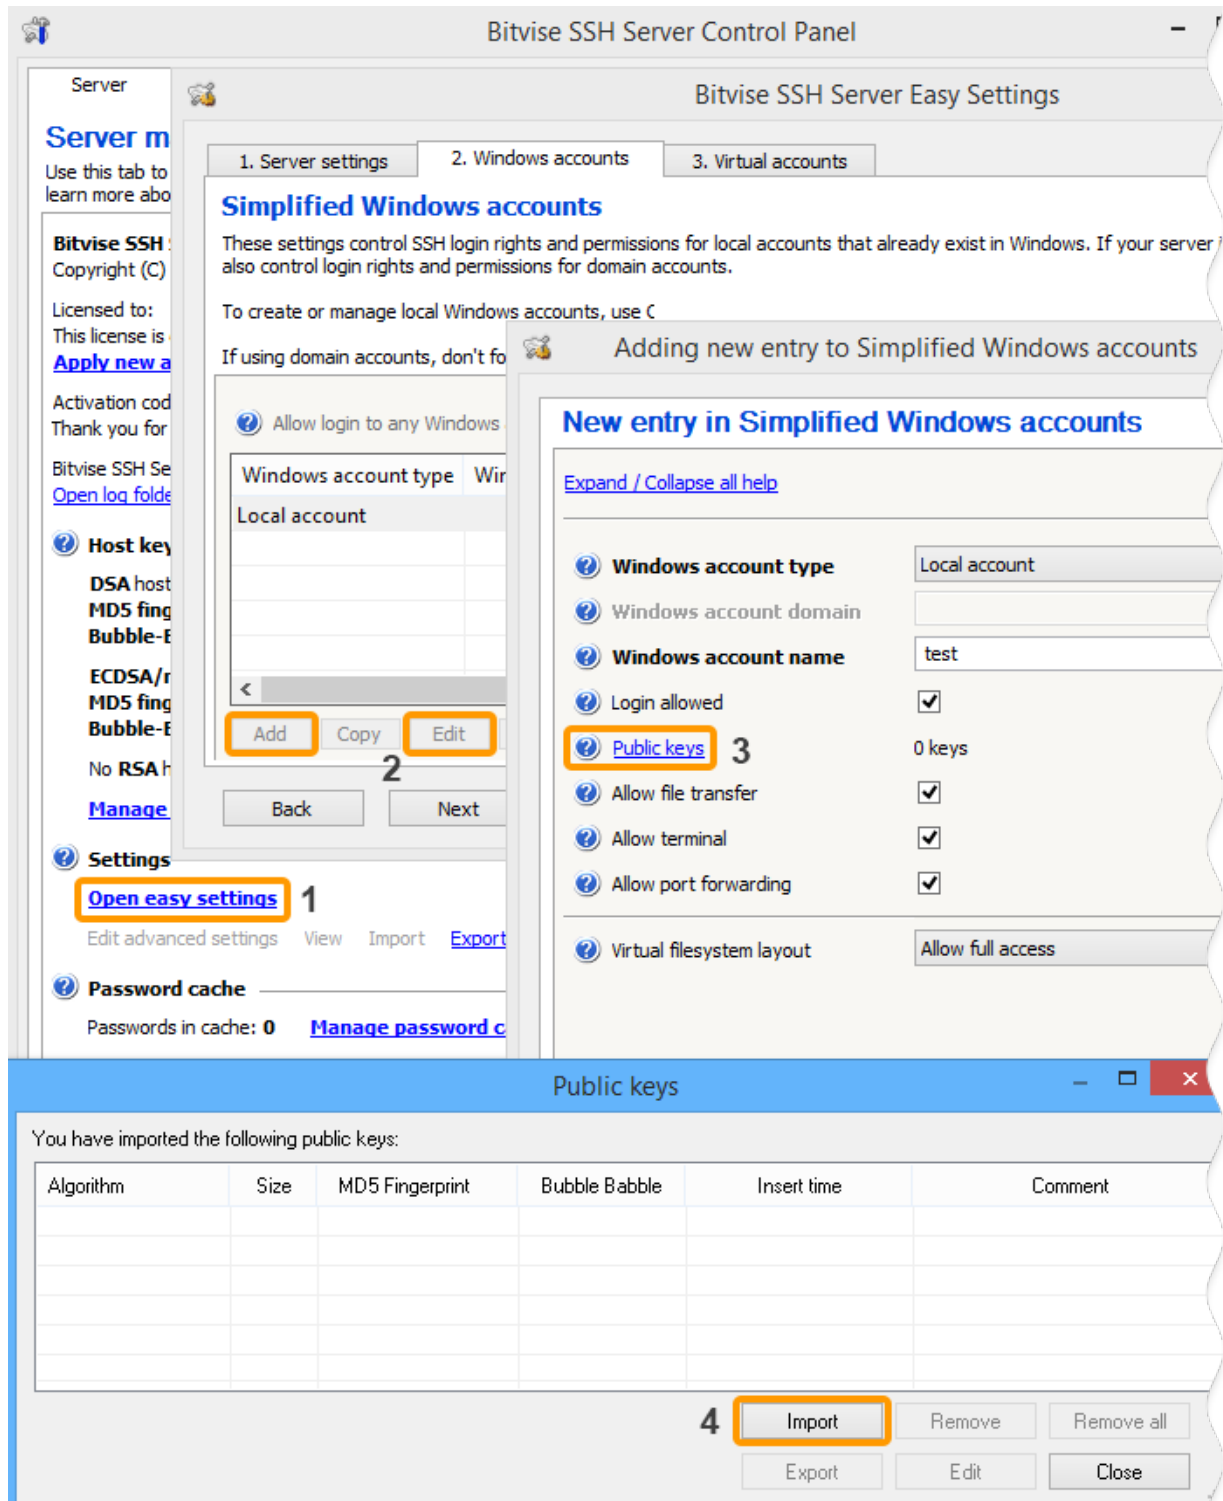 Bitvise SSH Server Control Panel
Server
Bitvise SSH Server Easy Settings
Server m
Use this tab to
learn more abo
1. Server settings
2. Windows accounts
3. Virtual accounts
Simplified Windows accounts
These settings control SSH login rights and permissions for local accounts that already exist in Windows. If your server
also control login rights and permissions for domain accounts.
To create or manage local Windows accounts, use C
If using domain accounts, don't fo
Bitvise SSH
Copyright (C)
Licensed to:
This license is
Apply new a
Activation cod
Thank you for
Bitvise SSH Se
Open log folde
Allow login to any Windows
Windows account type
Wir
Local account
Add
Copy
Edit
2
Back
Next
Host key
DSA host
MD5 fing
Bubble-B
ECDSA/r
MD5 fing
Bubble-B
No RSA h
Manage
Settings
Open easy settings
1
Edit advanced settings
View
Import
Export
Password cache
Passwords in cache: 0
Manage password c
Adding new entry to Simplified Windows accounts
New entry in Simplified Windows accounts
Expand / Collapse all help
Windows account type
Local account
Windows account domain
Windows account name
test
Login allowed
Public keys
3
0 keys
Allow file transfer
Allow terminal
Allow port forwarding
Virtual filesystem layout
Allow full access
Public keys
You have imported the following public keys:
Algorithm
Size
MD5 Fingerprint
Bubble Babble
Insert time
Comment
4
Import
Remove
Remove all
Export
Edit
Close